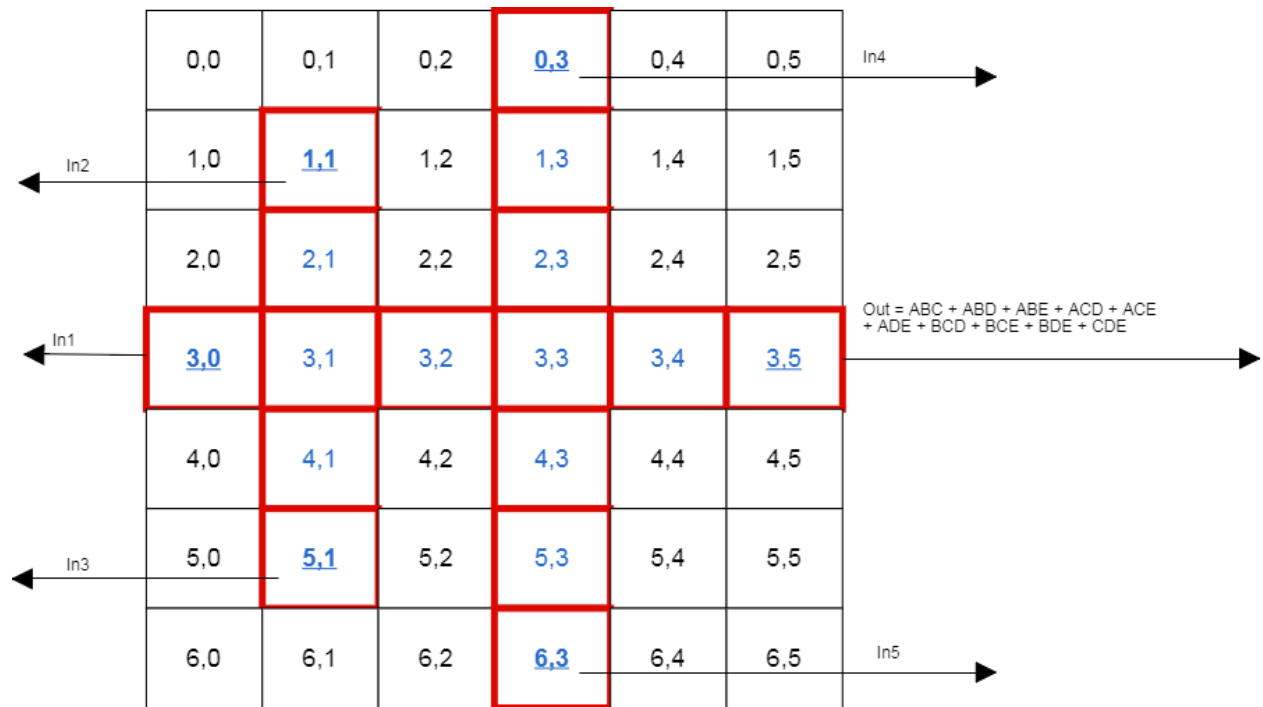 0,0 0,1 0,2 0,3 0,4 0,5 In4
In2 1,0 1,1 1,2 1,3 1,4 1,5
2,0 2,1 2,2 2,3 2,4 2,5
Out = ABC + ABD + ABE + ACD + ACE
+ ADE + BCD + BCE + BDE + CDE
In1 3,0 3,1 3,2 3,3 3,4 3,5
4,0 4,1 4,2 4,3 4,4 4,5
In3 5,0 5,1 5,2 5,3 5,4 5,5
6,0 6,1 6,2 6,3 6,4 6,5 In5